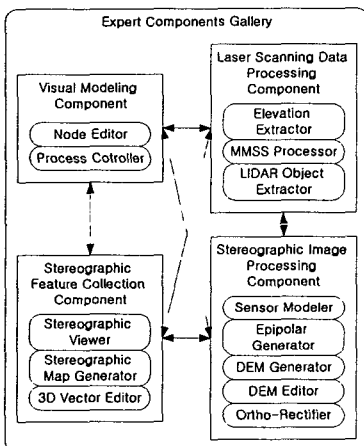 Expert Components Gallery
Visual Modeling
Component
Node Editor
Process Cotroller
Laser Scanning Data
Processing
Component
Elevation
Extractor
MMSS Processor
LIDAR Object
Extractor
Stereographic
Feature Collection
Component
Stereographic
Viewer
Stereographic
Map Generator
3D Vector Editor
Stereographic Image
Processing
Component
Sensor Modeler
Epipolar
Generator
DEM Generator
DEM Editor
Ortho-Rectifier